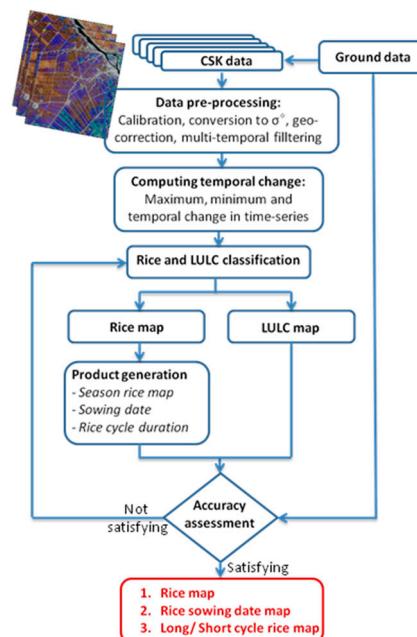 CSK data
Ground data
Data pre-processing:
Calibration, conversion to σ°, geo-
correction, multi-temporal filltering
Computing temporal change:
Maximum, minimum and
temporal change in time-series
Rice and LULC classification
Rice map
LULC map
Product generation
- Season rice map
- Sowing date
- Rice cycle duration
Not
satisfying
Accuracy
assessment
Satisfying
1. Rice map
2. Rice sowing date map
3. Long/ Short cycle rice map